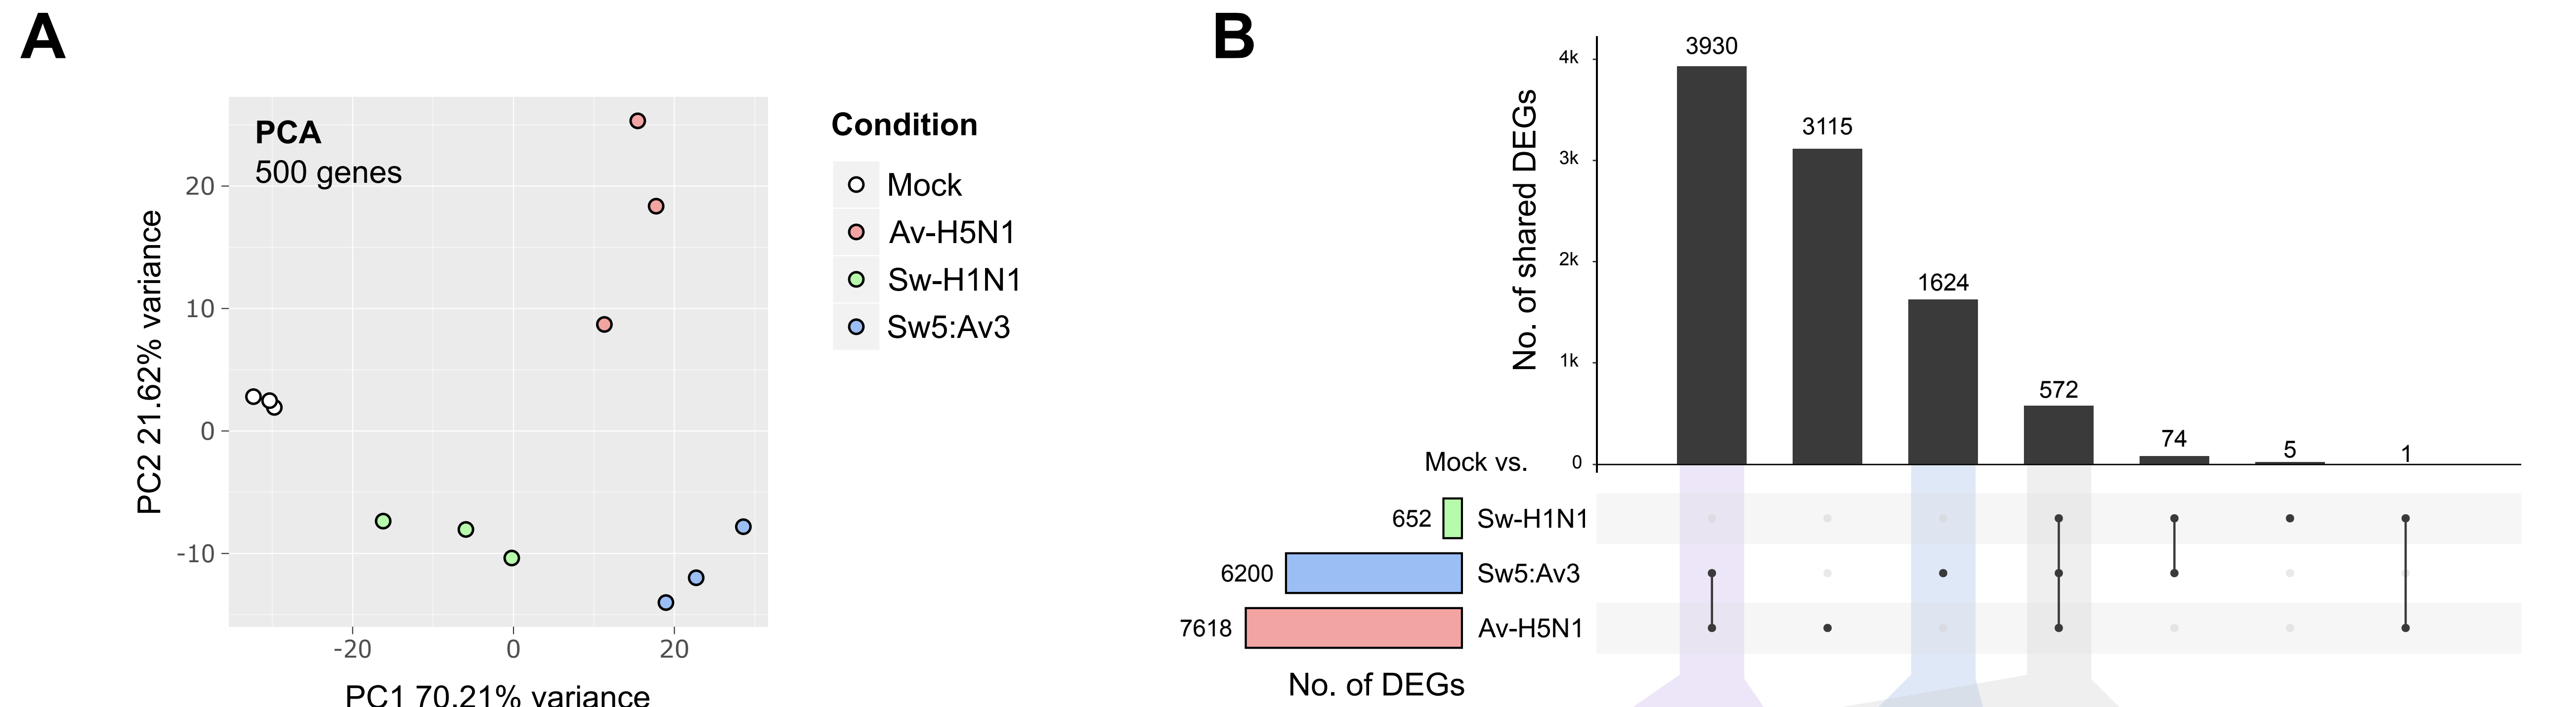 A
PCA
500 genes
20
10
0
-10
PC2 21.62% variance
-20
0
20
PC1 70.21% variance
Condition
Mock
Av-H5N1
Sw-H1N1
Sw5:Av3
B
No. of shared DEGs
4k
3k
2k
1k
0
3930
3115
1624
572
74
5
1
Mock vs.
652 Sw-H1N1
6200 Sw5:Av3
7618 Av-H5N1
No. of DEGs